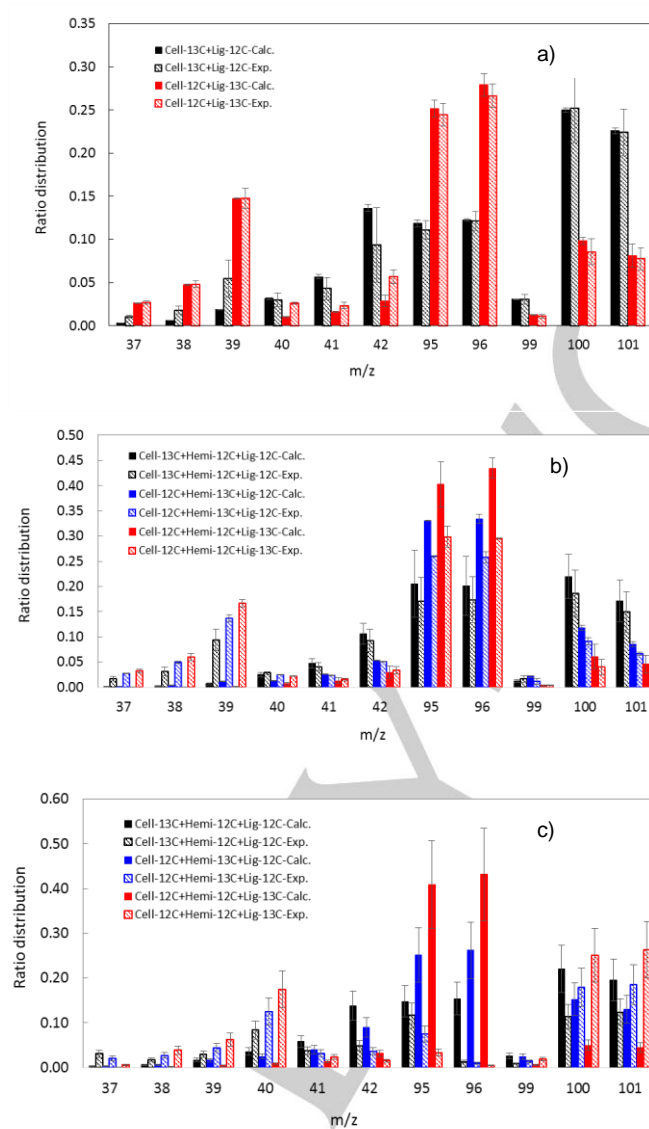 0.35
0.30
0.25
0.20
0.15
0.10
0.05
0.00
Ratio distribution
Cell-13C+Lig-12C-Calc.
Cell-13C+Lig-12C-Exp.
Cell-12C+Lig-13C-Calc.
Cell-12C+Lig-13C-Exp.
a)
37 38 39 40 41 42 95 96 99 100 101
m/z
0.50
0.45
0.40
0.35
0.30
0.25
0.20
0.15
0.10
0.05
0.00
Ratio distribution
Cell-13C+Hemi-12C+Lig-12C-Calc.
Cell-13C+Hemi-12C+Lig-12C-Exp.
Cell-12C+Hemi-13C+Lig-12C-Calc.
Cell-12C+Hemi-13C+Lig-12C-Exp.
Cell-12C+Hemi-12C+Lig-13C-Calc.
Cell-12C+Hemi-12C+Lig-13C-Exp.
b)
37 38 39 40 41 42 95 96 99 100 101
m/z
0.60
0.50
0.40
0.30
0.20
0.10
0.00
Ratio distribution
Cell-13C+Hemi-12C+Lig-12C-Calc.
Cell-13C+Hemi-12C+Lig-12C-Exp.
Cell-12C+Hemi-13C+Lig-12C-Calc.
Cell-12C+Hemi-13C+Lig-12C-Exp.
Cell-12C+Hemi-12C+Lig-13C-Calc.
Cell-12C+Hemi-12C+Lig-13C-Exp.
c)
37 38 39 40 41 42 95 96 99 100 101
m/z